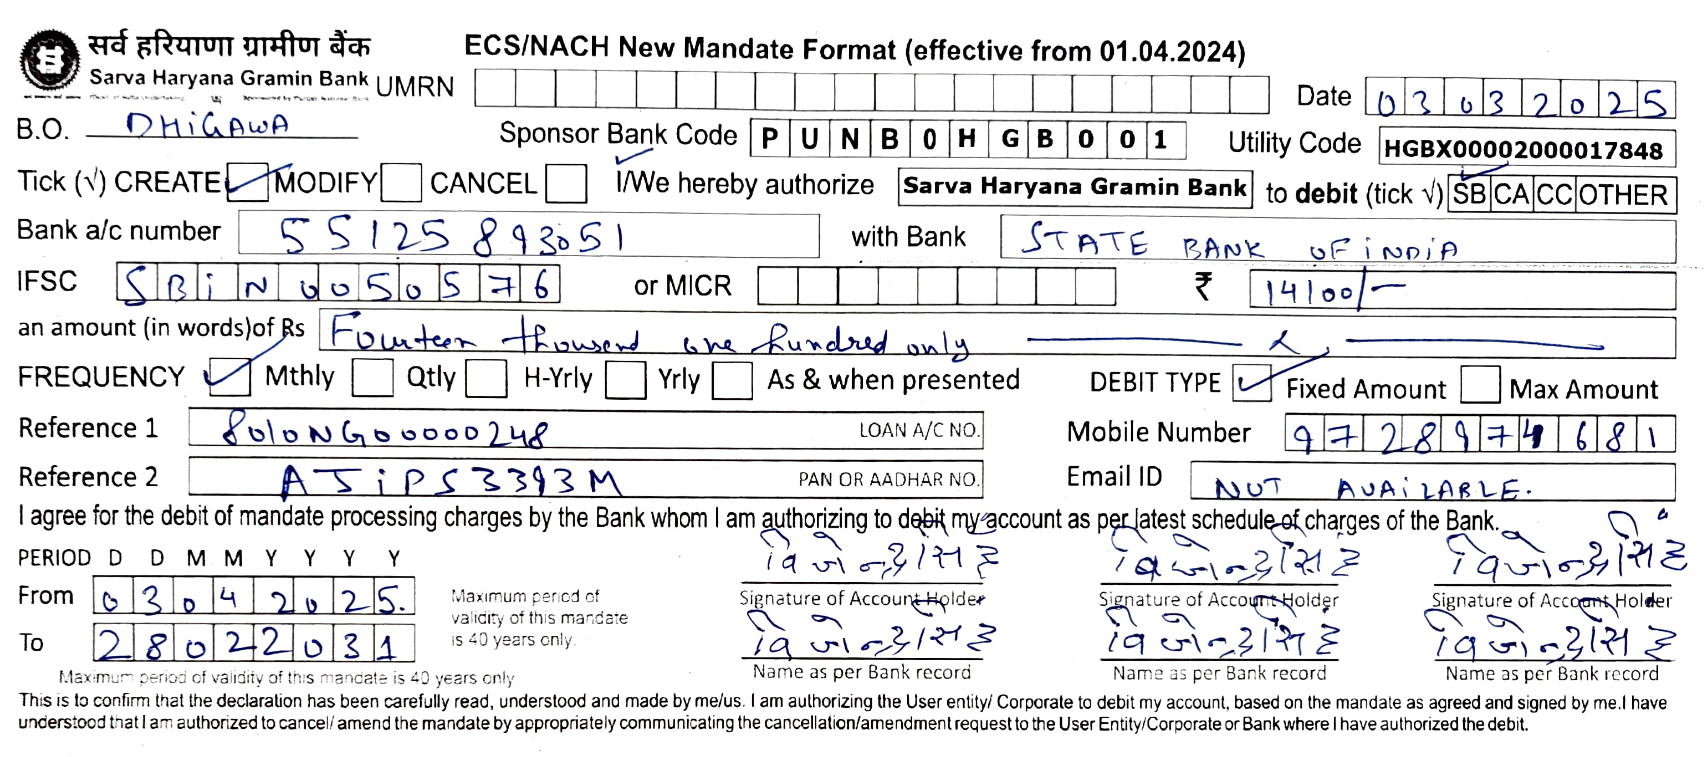 सर्व हरियाणा ग्रामीण बैंक
ECS/NACH New Mandate Format (effective from 01.04.2024)
Sarva Haryana Gramin Bank UMRN Date 03032025
B.O. DHIGAWA Sponsor Bank Code PUNB0HGB001 Utility Code HGBX00002000017848
Tick (√) CREATE ✓ MODIFY CANCEL I/We hereby authorize Sarva Haryana Gramin Bank to debit (tick √) SB CA CC OTHER
Bank a/c number 55125893051 with Bank STATE BANK OF INDIA
IFSC SBIN0050576 or MICR ₹ 14100/-
an amount (in words)of Rs Fourteen thousend one hundred only
FREQUENCY ✓ Mthly Qtly H-Yrly Yrly As & when presented DEBIT TYPE ✓ Fixed Amount Max Amount
Reference 1 8010NG00000248 LOAN A/C NO. Mobile Number 9728974681
Reference 2 AJIPS3393M PAN OR AADHAR NO. Email ID NOT AVAILABLE.
I agree for the debit of mandate processing charges by the Bank whom I am authorizing to debit my account as per latest schedule of charges of the Bank.
PERIOD D D M M Y Y Y Y
From 03042025.
Maximum period of validity of this mandate is 40 years only.
Signature of Account Holder Signature of Account Holder Signature of Account Holder
To 28022031
Name as per Bank record Name as per Bank record Name as per Bank record
Maximum period of validity of this mandate is 40 years only
This is to confirm that the declaration has been carefully read, understood and made by me/us. I am authorizing the User entity/ Corporate to debit my account, based on the mandate as agreed and signed by me.I have
understood that I am authorized to cancel/ amend the mandate by appropriately communicating the cancellation/amendment request to the User Entity/Corporate or Bank where I have authorized the debit.